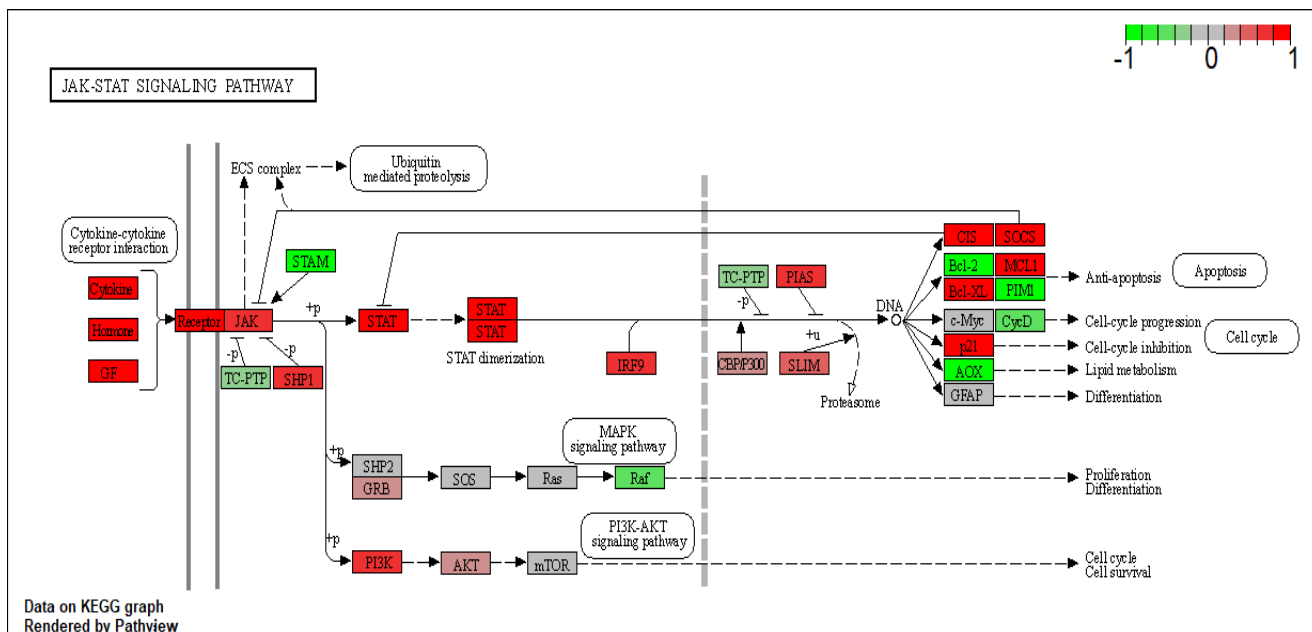 -1 0 1
JAK-STAT SIGNALING PATHWAY
ECS complex
Ubiquitin
mediated proteolysis
Cytokine-cytokine
receptor interaction
STAM
CIS SOCS
Cytokine
TC-PTP PIAS
Bcl-2 MCL1
Anti-apoptosis
Apoptosis
-p
Bcl-XL PIM1
DNA
+p
Hormone
Receptor JAK
STAT
STAT
STAT
c-Myc CycD
Cell-cycle progression
Cell cycle
+u
p21
Cell-cycle inhibition
-p
-p
STAT dimerization
IRF9
CBP/P300
SLIM
AOX
Lipid metabolism
GF
TC-PTP
SHP1
GFAP
Differentiation
Proteasome
MAPK
signaling pathway
+p
SHP2
GRB
SOS
Ras
Raf
Proliferation
Differentiation
PI3K-AKT
signaling pathway
+p
PI3K
AKT
mTOR
Cell cycle
Cell survival
Data on KEGG graph
Rendered by Pathview